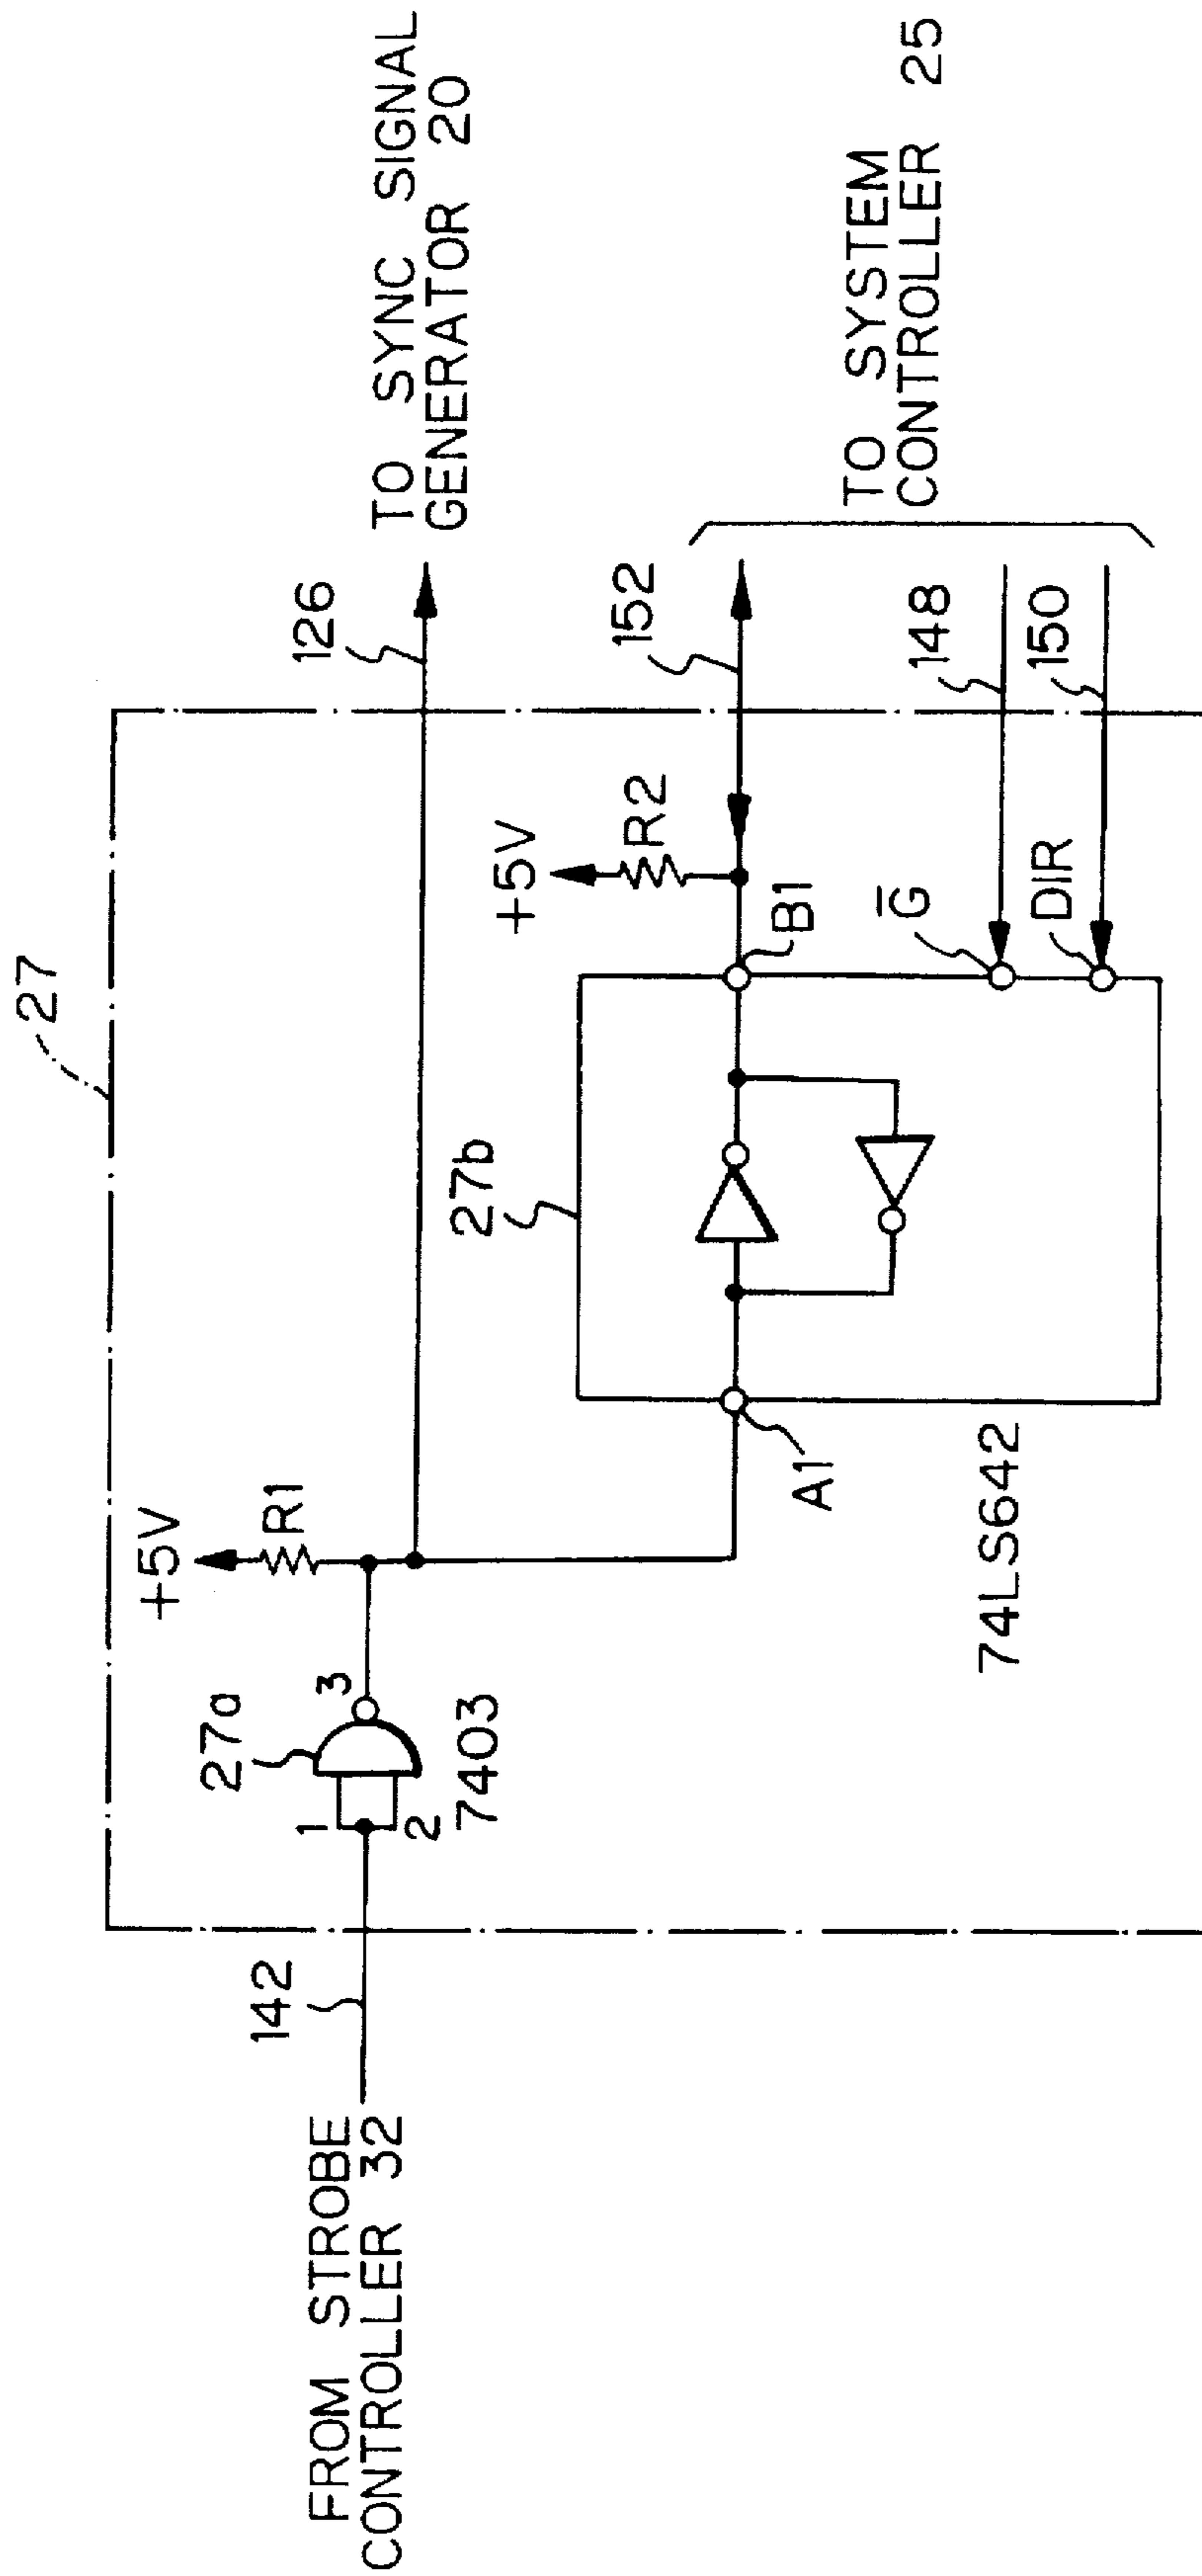 27
126
TO SYNC SIGNAL
GENERATOR 20
+5V
R1
27a
3
1
2
7403
142
FROM STROBE
CONTROLLER 32
27b
+5V
R2
152
B1
G̅
148
DIR
150
A1
74LS642
TO SYSTEM
CONTROLLER 25